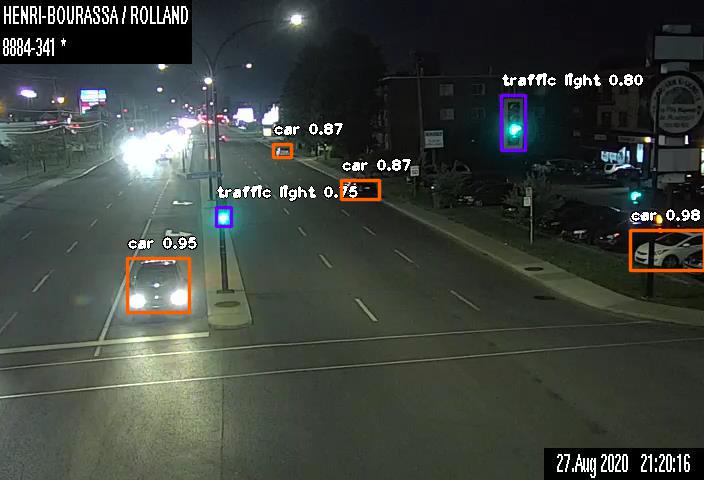 HENRI-BOURASSA / ROLLAND
8884-341 *
traffic light 0.80
car 0.87
car 0.87
traffic light 0.75
car 0.98
car 0.95
27.Aug 2020 21:20:16